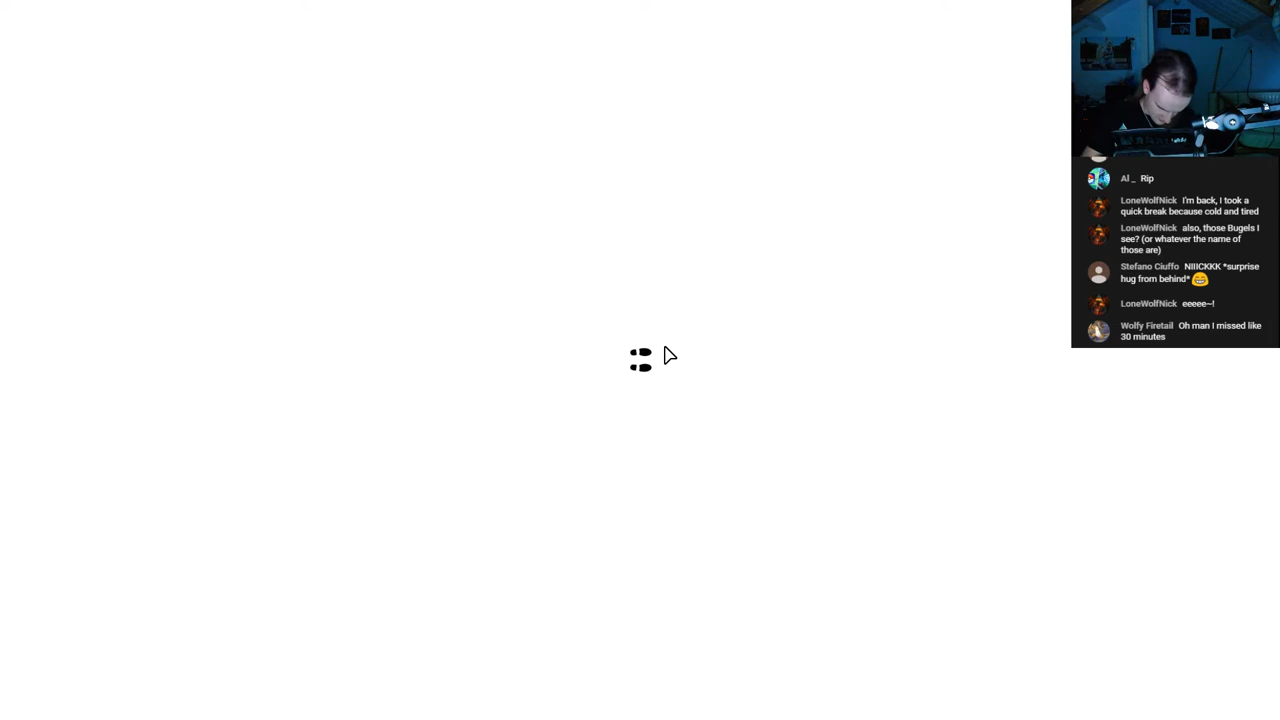 Al _ Rip
LoneWolfNick I'm back, I took a
quick break because cold and tired
LoneWolfNick also, those Bugels I
see? (or whatever the name of
those are)
Stefano Ciuffo NIIICKKK *surprise
hug from behind*😁
LoneWolfNick eeeee~!
Wolfy Firetail Oh man I missed like
30 minutes